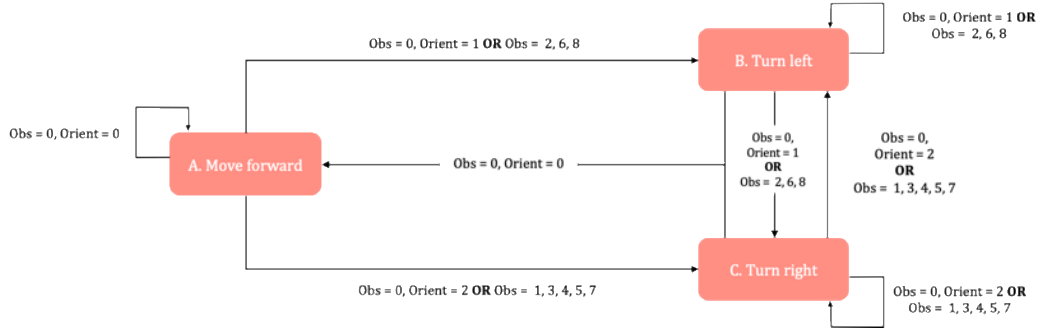 Obs = 0, Orient = 1 OR
Obs = 2, 6, 8
Obs = 0, Orient = 1 OR Obs = 2, 6, 8
B. Turn left
Obs = 0, Orient = 0
A. Move forward
Obs = 0, Orient = 0
Obs = 0,
Orient = 1
OR
Obs = 2, 6, 8
Obs = 0,
Orient = 2
OR
Obs = 1, 3, 4, 5, 7
C. Turn right
Obs = 0, Orient = 2 OR Obs = 1, 3, 4, 5, 7
Obs = 0, Orient = 2 OR
Obs = 1, 3, 4, 5, 7